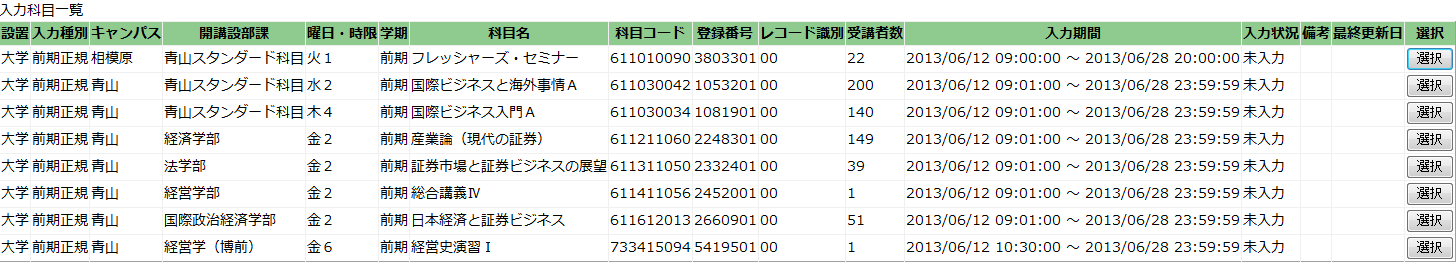 入力科目一覧
設置 入力種別 キャンパス 開講設部課 曜日・時限 学期 科目名 科目コード 登録番号 レコード識別 受講者数 入力期間 入力状況 備考 最終更新日 選択
大学 前期正規 相模原 青山スタンダード科目 火１ 前期 フレッシャーズ・セミナー 611010090 3803301 00 22 2013/06/12 09:00:00 ～ 2013/06/28 20:00:00 未入力 選択
大学 前期正規 青山 青山スタンダード科目 水２ 前期 国際ビジネスと海外事情Ａ 611030042 1053201 00 200 2013/06/12 09:01:00 ～ 2013/06/28 23:59:59 未入力 選択
大学 前期正規 青山 青山スタンダード科目 木４ 前期 国際ビジネス入門Ａ 611030034 1081901 00 140 2013/06/12 09:01:00 ～ 2013/06/28 23:59:59 未入力 選択
大学 前期正規 青山 経済学部 金２ 前期 産業論（現代の証券） 611211060 2248301 00 149 2013/06/12 09:01:00 ～ 2013/06/28 23:59:59 未入力 選択
大学 前期正規 青山 法学部 金２ 前期 証券市場と証券ビジネスの展望 611311050 2332401 00 39 2013/06/12 09:01:00 ～ 2013/06/28 23:59:59 未入力 選択
大学 前期正規 青山 経営学部 金２ 前期 総合講義Ⅳ 611411056 2452001 00 1 2013/06/12 09:01:00 ～ 2013/06/28 23:59:59 未入力 選択
大学 前期正規 青山 国際政治経済学部 金２ 前期 日本経済と証券ビジネス 611612013 2660901 00 51 2013/06/12 09:01:00 ～ 2013/06/28 23:59:59 未入力 選択
大学 前期正規 青山 経営学（博前） 金６ 前期 経営史演習Ⅰ 733415094 5419501 00 1 2013/06/12 10:30:00 ～ 2013/06/28 23:59:59 未入力 選択